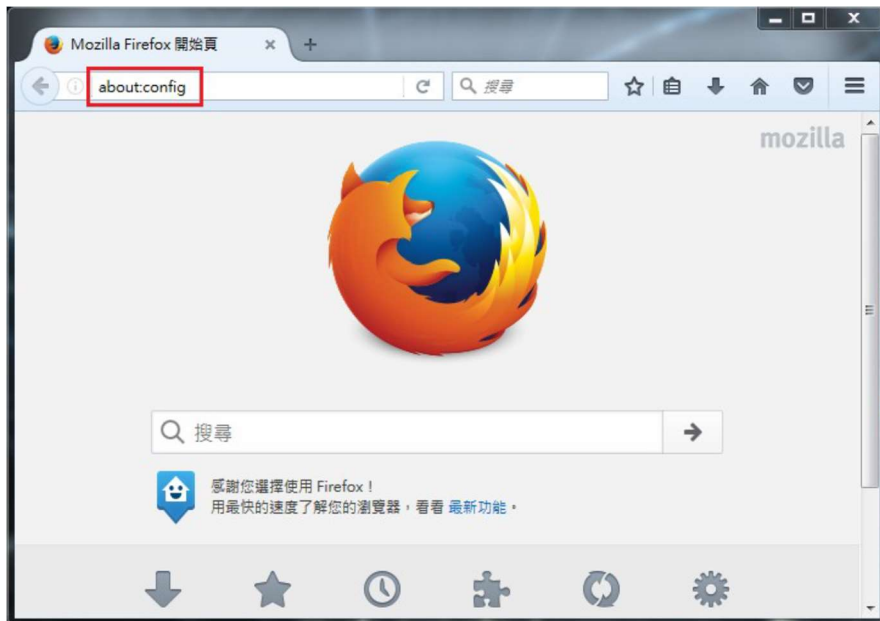 Mozilla Firefox 開始頁
about:config
搜尋
mozilla
搜尋
感謝您選擇使用 Firefox！
用最快的速度了解您的瀏覽器，看看 最新功能。